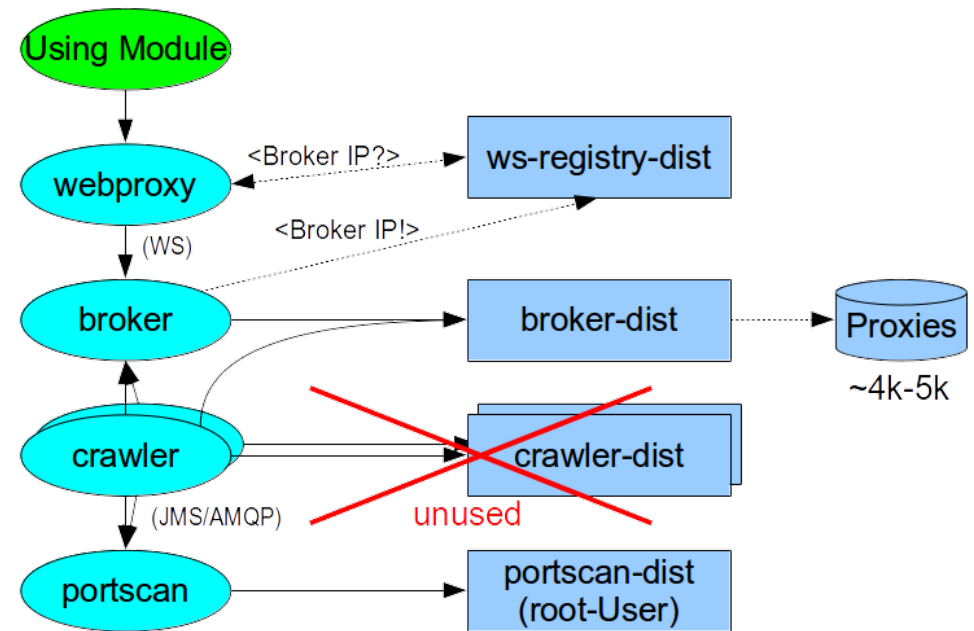 Using Module
<Broker IP?>
ws-registry-dist
webproxy
<Broker IP!>
(WS)
broker
broker-dist
Proxies
~4k-5k
crawler
crawler-dist
(JMS/AMQP)
unused
portscan
portscan-dist
(root-User)